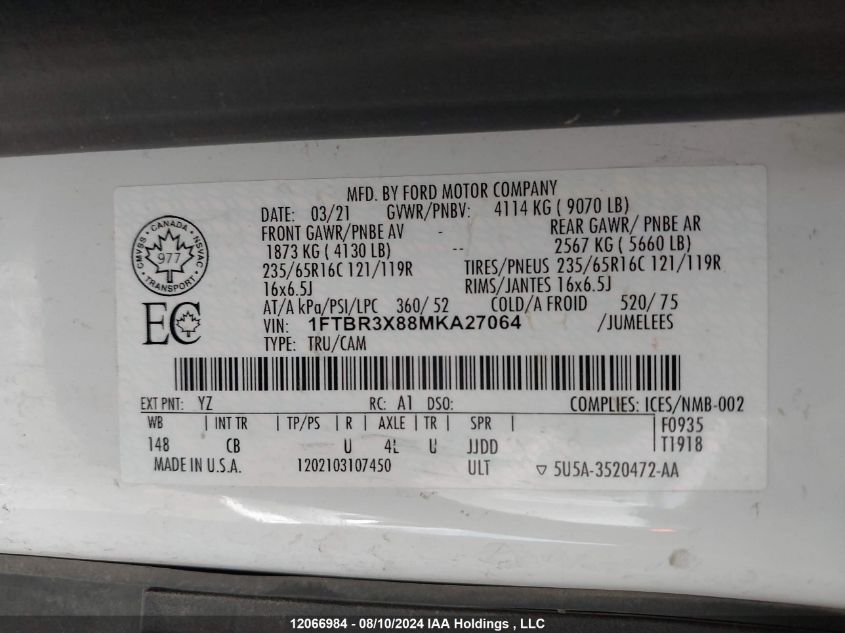 MFD. BY FORD MOTOR COMPANY
DATE: 03/21 GVWR/PNBV: 4114 KG ( 9070 LB)
FRONT GAWR/PNBE AV - REAR GAWR/ PNBE AR
1873 KG ( 4130 LB) -- 2567 KG ( 5660 LB)
235/65R16C 121/119R TIRES/PNEUS 235/65R16C 121/119R
16x6.5J RIMS/JANTES 16x6.5J
AT/A kPa/PSI/LPC 360/ 52 COLD/A FROID 520/ 75
VIN: 1FTBR3X88MKA27064 /JUMELEES
TYPE: TRU/CAM
CMVSS · CANADA · NSVAC
977
TRANSPORT
EC
EXT PNT: YZ RC: A1 DSO: COMPLIES: ICES/NMB-002
WB | INT TR | TP/PS | R | AXLE | TR | SPR | F0935
148 CB U 4L U JJDD T1918
MADE IN U.S.A. 1202103107450 ULT ▽ 5U5A-3520472-AA
12066984 - 08/10/2024 IAA Holdings , LLC